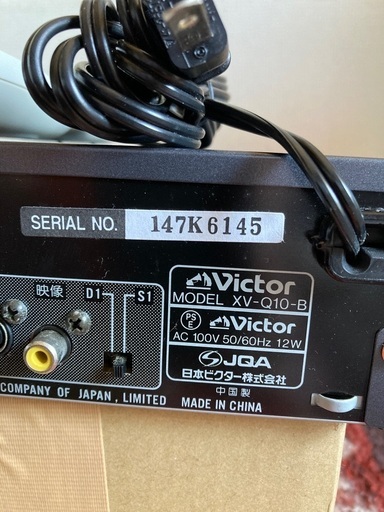 SERIAL NO. 147K6145
映像 D1 S1
Victor
MODEL XV-Q10-B
PS E Victor
AC 100V 50/60Hz 12W
JQA
日本ビクター株式会社
中国製
COMPANY OF JAPAN, LIMITED MADE IN CHINA